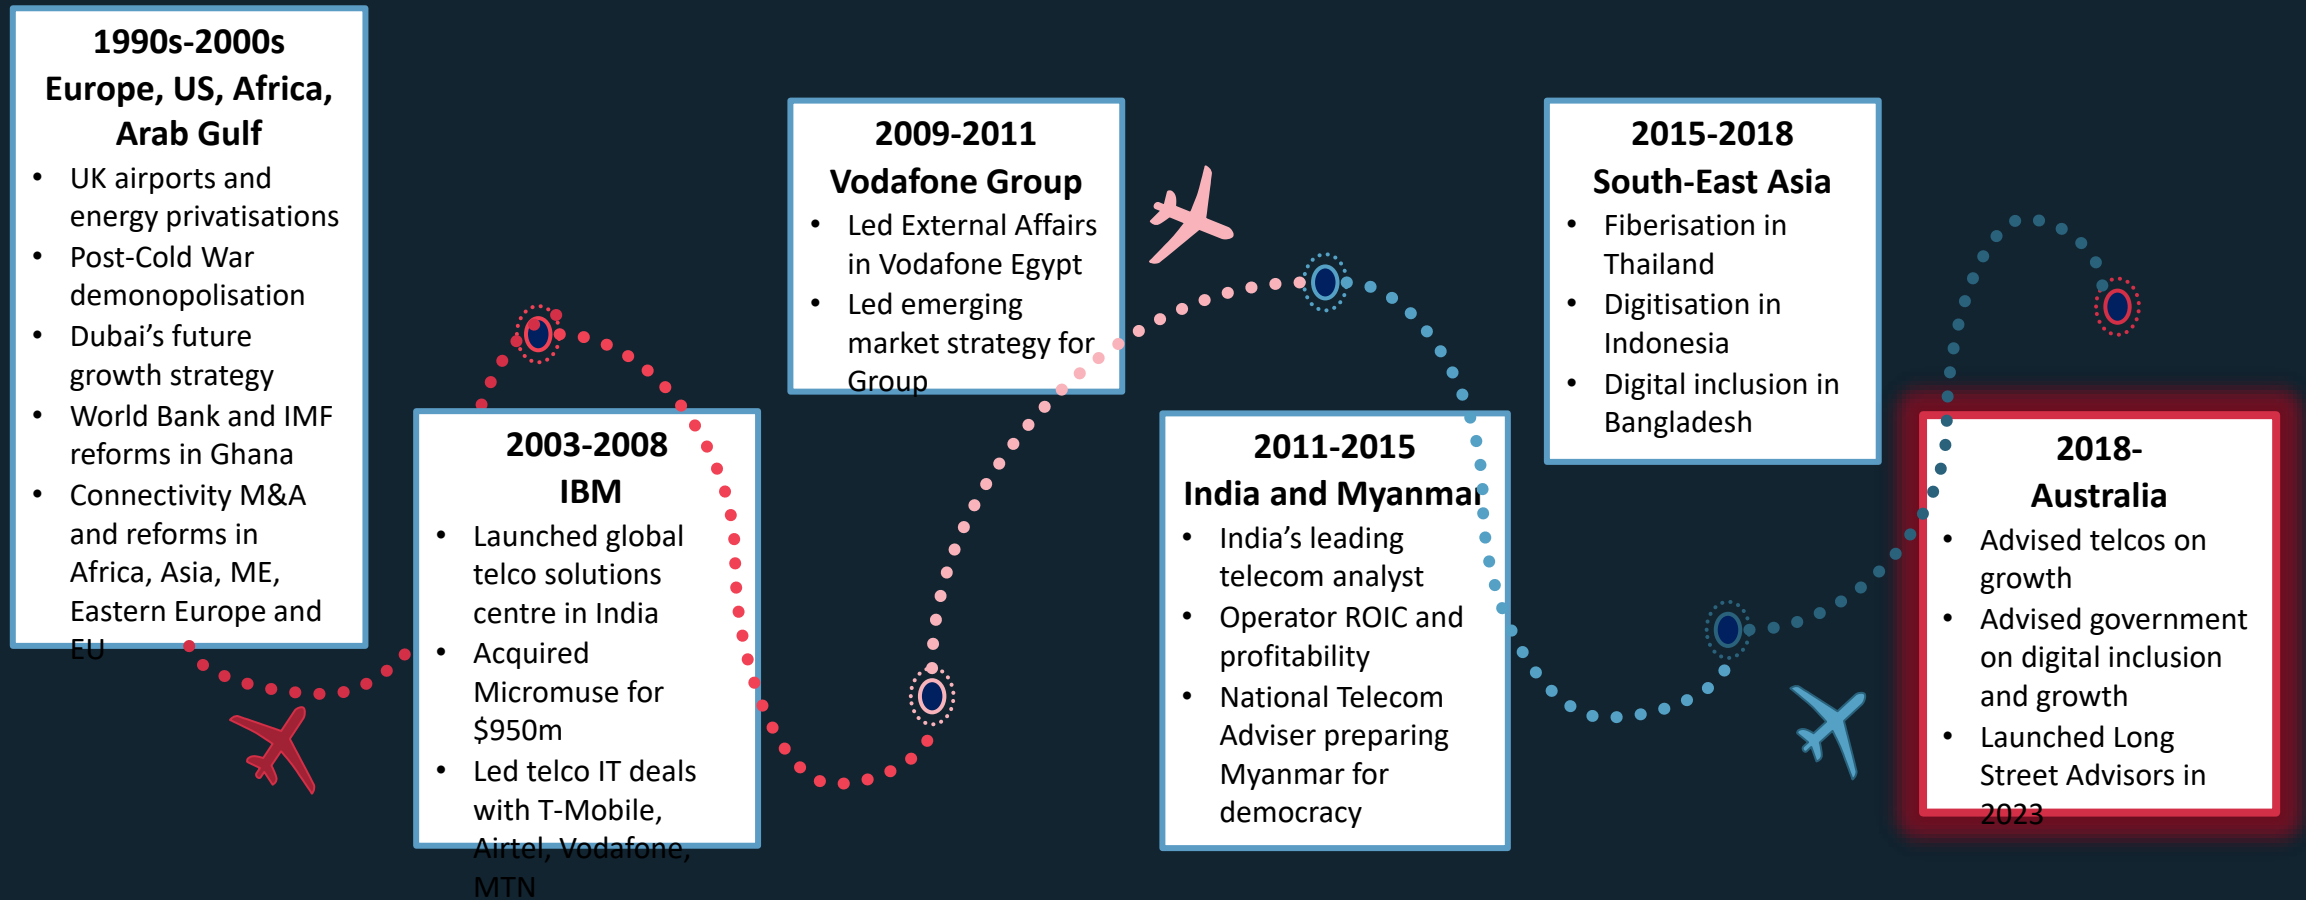 1990s-2000s
Europe, US, Africa,
Arab Gulf
• UK airports and
energy privatisations
• Post-Cold War
demonopolisation
• Dubai’s future
growth strategy
• World Bank and IMF
reforms in Ghana
• Connectivity M&A
and reforms in
Africa, Asia, ME,
Eastern Europe and
EU
2003-2008
IBM
• Launched global
telco solutions
centre in India
• Acquired
Micromuse for
$950m
• Led telco IT deals
with T-Mobile,
Airtel, Vodafone,
MTN
2009-2011
Vodafone Group
• Led External Affairs
in Vodafone Egypt
• Led emerging
market strategy for
Group
2011-2015
India and Myanmar
• India’s leading
telecom analyst
• Operator ROIC and
profitability
• National Telecom
Adviser preparing
Myanmar for
democracy
2015-2018
South-East Asia
• Fiberisation in
Thailand
• Digitisation in
Indonesia
• Digital inclusion in
Bangladesh
2018-
Australia
• Advised telcos on
growth
• Advised government
on digital inclusion
and growth
• Launched Long
Street Advisors in
2023